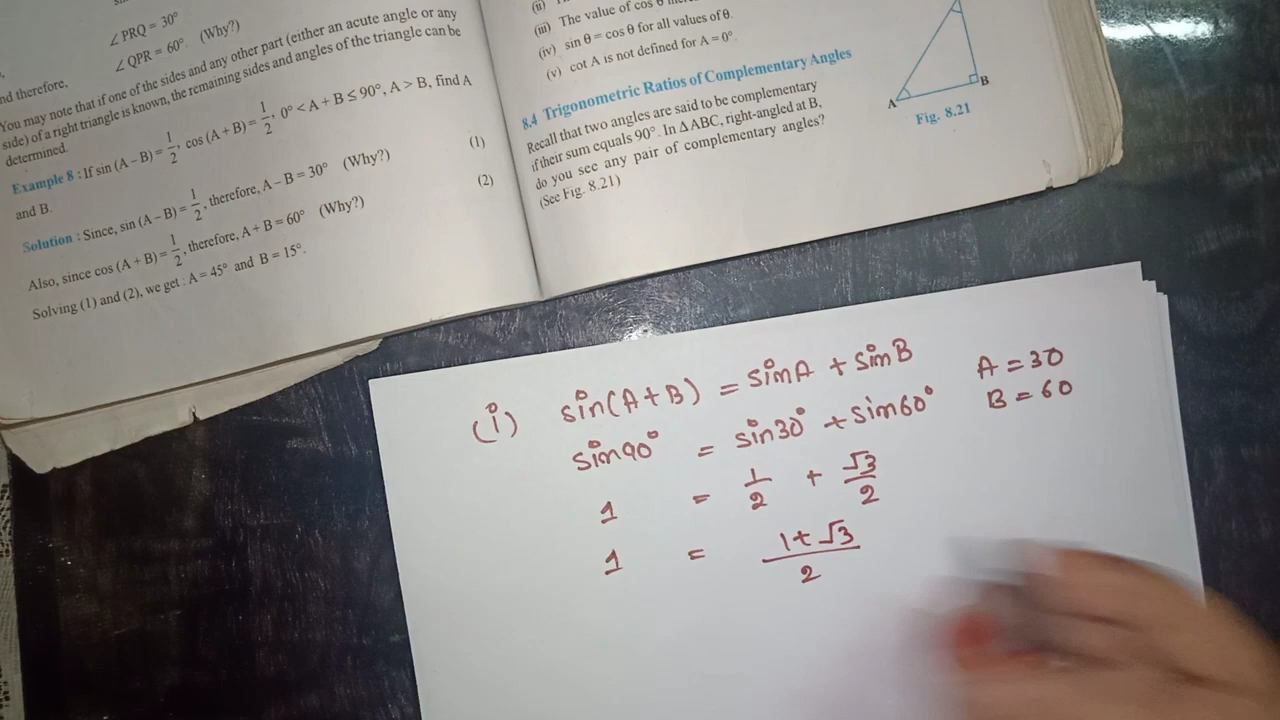 ∠ PRQ = 30°
∠ QPR = 60°. (Why?)
nd therefore,
You may note that if one of the sides and any other part (either an acute angle or any
side) of a right triangle is known, the remaining sides and angles of the triangle can be
determined.
Example 8 : If sin (A – B) = 1/2, cos (A + B) = 1/2, 0° < A + B ≤ 90°, A > B, find A
and B.
Solution : Since, sin (A – B) = 1/2, therefore, A – B = 30° (Why?) (1)
Also, since cos (A + B) = 1/2, therefore, A + B = 60° (Why?) (2)
Solving (1) and (2), we get : A = 45° and B = 15°.
(ii)
(iii) The value of cos θ
(iv) sin θ = cos θ for all values of θ.
(v) cot A is not defined for A = 0°.
8.4 Trigonometric Ratios of Complementary Angles
Recall that two angles are said to be complementary
if their sum equals 90°. In Δ ABC, right-angled at B,
do you see any pair of complementary angles?
(See Fig. 8.21)
A
B
Fig. 8.21
(i) sin(A+B) = sinA + sinB A = 30
sin90° = sin30° + sin60° B = 60
1 = 1/2 + √3/2
1 = 1+√3/2